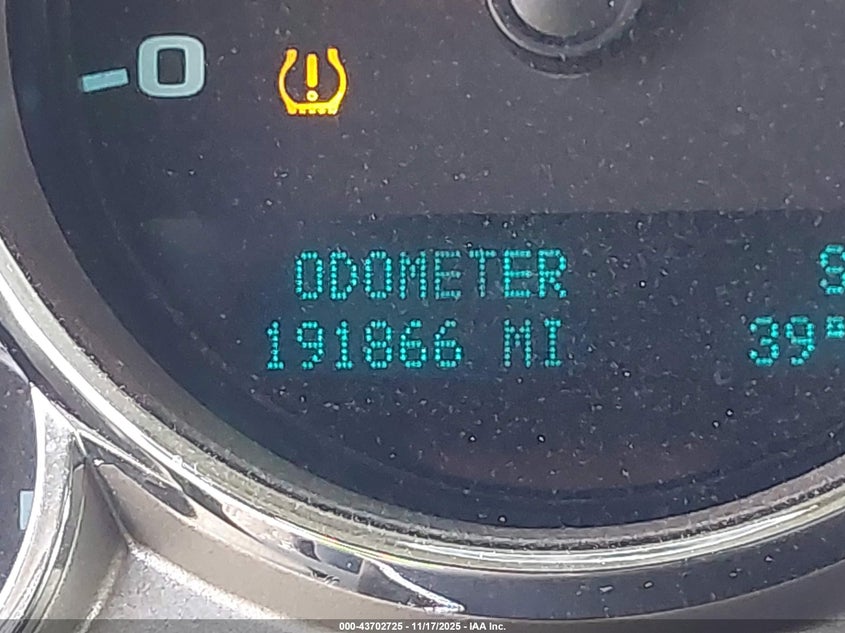 0
ODOMETER
191866 MI 39°
000-43702725 - 11/17/2025 - IAA Inc.